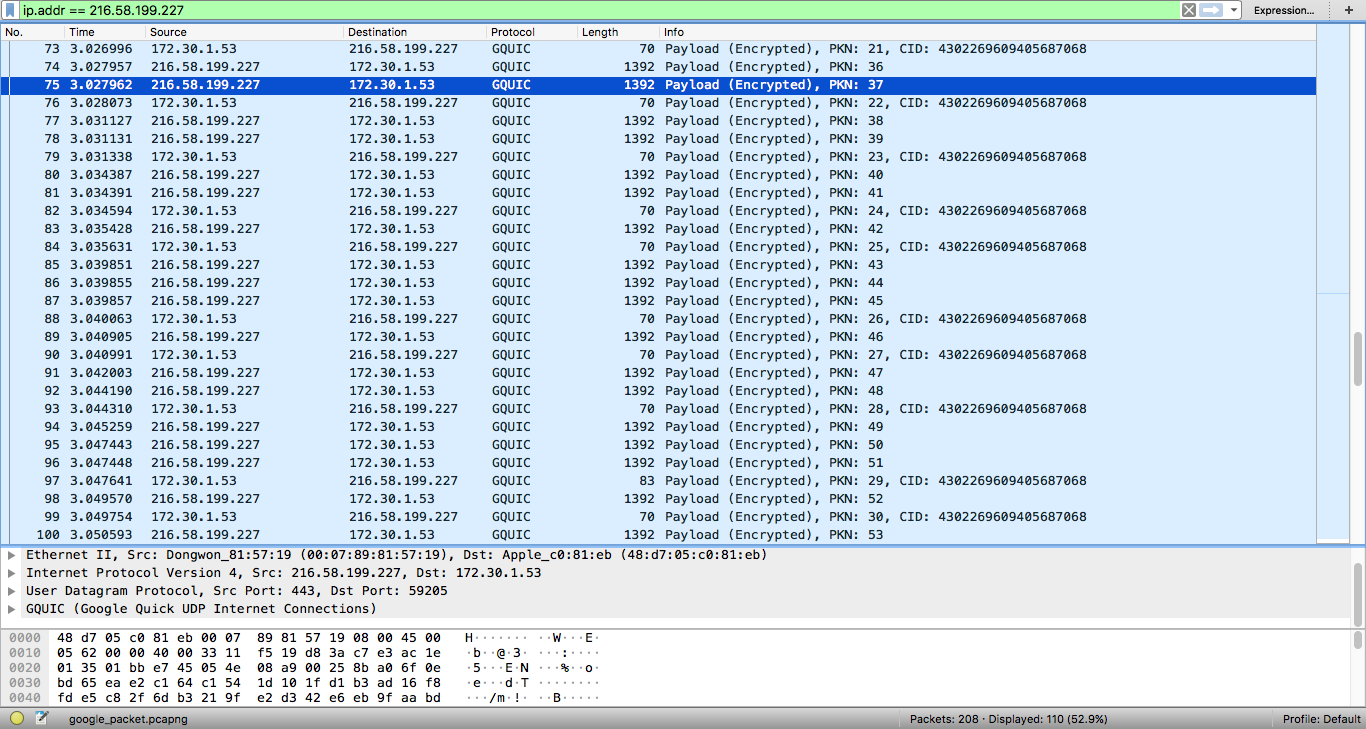 ip.addr == 216.58.199.227 Expression... +
No. Time Source Destination Protocol Length Info
73 3.026996 172.30.1.53 216.58.199.227 GQUIC 70 Payload (Encrypted), PKN: 21, CID: 4302269609405687068
74 3.027957 216.58.199.227 172.30.1.53 GQUIC 1392 Payload (Encrypted), PKN: 36
75 3.027962 216.58.199.227 172.30.1.53 GQUIC 1392 Payload (Encrypted), PKN: 37
76 3.028073 172.30.1.53 216.58.199.227 GQUIC 70 Payload (Encrypted), PKN: 22, CID: 4302269609405687068
77 3.031127 216.58.199.227 172.30.1.53 GQUIC 1392 Payload (Encrypted), PKN: 38
78 3.031131 216.58.199.227 172.30.1.53 GQUIC 1392 Payload (Encrypted), PKN: 39
79 3.031338 172.30.1.53 216.58.199.227 GQUIC 70 Payload (Encrypted), PKN: 23, CID: 4302269609405687068
80 3.034387 216.58.199.227 172.30.1.53 GQUIC 1392 Payload (Encrypted), PKN: 40
81 3.034391 216.58.199.227 172.30.1.53 GQUIC 1392 Payload (Encrypted), PKN: 41
82 3.034594 172.30.1.53 216.58.199.227 GQUIC 70 Payload (Encrypted), PKN: 24, CID: 4302269609405687068
83 3.035428 216.58.199.227 172.30.1.53 GQUIC 1392 Payload (Encrypted), PKN: 42
84 3.035631 172.30.1.53 216.58.199.227 GQUIC 70 Payload (Encrypted), PKN: 25, CID: 4302269609405687068
85 3.039851 216.58.199.227 172.30.1.53 GQUIC 1392 Payload (Encrypted), PKN: 43
86 3.039855 216.58.199.227 172.30.1.53 GQUIC 1392 Payload (Encrypted), PKN: 44
87 3.039857 216.58.199.227 172.30.1.53 GQUIC 1392 Payload (Encrypted), PKN: 45
88 3.040063 172.30.1.53 216.58.199.227 GQUIC 70 Payload (Encrypted), PKN: 26, CID: 4302269609405687068
89 3.040905 216.58.199.227 172.30.1.53 GQUIC 1392 Payload (Encrypted), PKN: 46
90 3.040991 172.30.1.53 216.58.199.227 GQUIC 70 Payload (Encrypted), PKN: 27, CID: 4302269609405687068
91 3.042003 216.58.199.227 172.30.1.53 GQUIC 1392 Payload (Encrypted), PKN: 47
92 3.044190 216.58.199.227 172.30.1.53 GQUIC 1392 Payload (Encrypted), PKN: 48
93 3.044310 172.30.1.53 216.58.199.227 GQUIC 70 Payload (Encrypted), PKN: 28, CID: 4302269609405687068
94 3.045259 216.58.199.227 172.30.1.53 GQUIC 1392 Payload (Encrypted), PKN: 49
95 3.047443 216.58.199.227 172.30.1.53 GQUIC 1392 Payload (Encrypted), PKN: 50
96 3.047448 216.58.199.227 172.30.1.53 GQUIC 1392 Payload (Encrypted), PKN: 51
97 3.047641 172.30.1.53 216.58.199.227 GQUIC 83 Payload (Encrypted), PKN: 29, CID: 4302269609405687068
98 3.049570 216.58.199.227 172.30.1.53 GQUIC 1392 Payload (Encrypted), PKN: 52
99 3.049754 172.30.1.53 216.58.199.227 GQUIC 70 Payload (Encrypted), PKN: 30, CID: 4302269609405687068
100 3.050593 216.58.199.227 172.30.1.53 GQUIC 1392 Payload (Encrypted), PKN: 53
Ethernet II, Src: Dongwon_81:57:19 (00:07:89:81:57:19), Dst: Apple_c0:81:eb (48:d7:05:c0:81:eb)
Internet Protocol Version 4, Src: 216.58.199.227, Dst: 172.30.1.53
User Datagram Protocol, Src Port: 443, Dst Port: 59205
GQUIC (Google Quick UDP Internet Connections)
0000 48 d7 05 c0 81 eb 00 07 89 81 57 19 08 00 45 00 H······· ··W···E·
0010 05 62 00 00 40 00 33 11 f5 19 d8 3a c7 e3 ac 1e ·b··@·3· ···:····
0020 01 35 01 bb e7 45 05 4e 08 a9 00 25 8b a0 6f 0e ·5···E·N ···%··o·
0030 bd 65 ea e2 c1 64 c1 54 1d 10 1f d1 b3 ad 16 f8 ·e···d·T ········
0040 fd e5 c8 2f 6d b3 21 9f e2 d3 42 e6 eb 9f aa bd ···/m·!· ··B·····
google_packet.pcapng Packets: 208 · Displayed: 110 (52.9%) Profile: Default